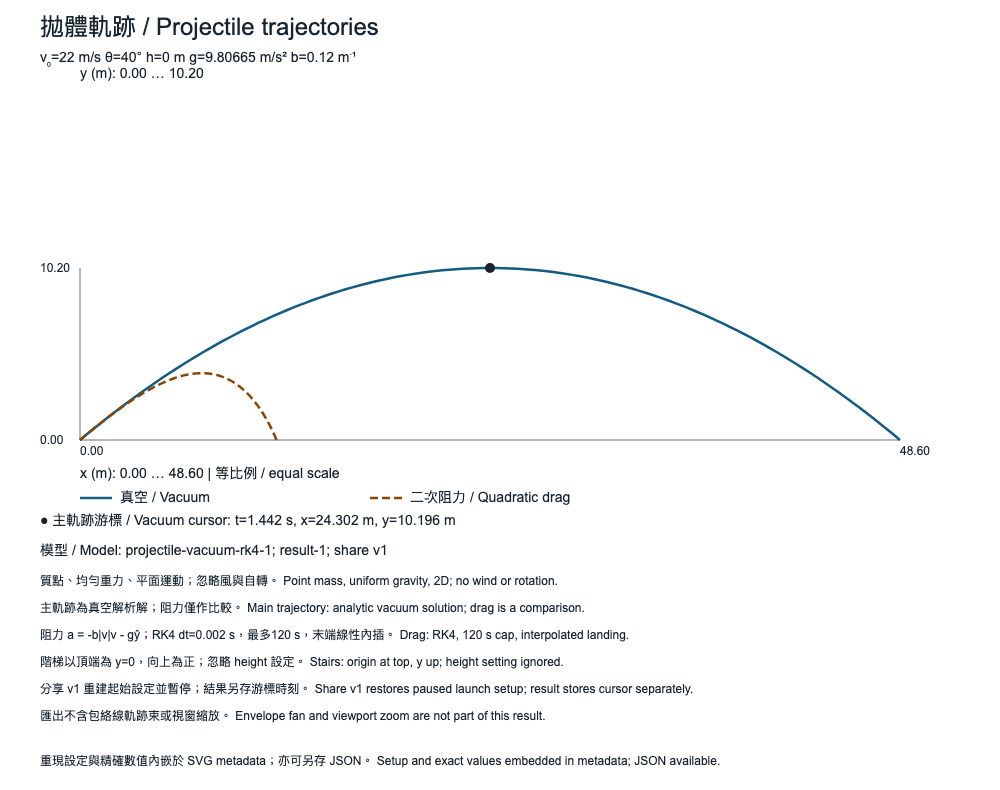 拋體軌跡 / Projectile trajectories
v₀=22 m/s θ=40° h=0 m g=9.80665 m/s² b=0.12 m⁻¹
y (m): 0.00 … 10.20
10.20
0.00
0.00 48.60
x (m): 0.00 … 48.60 | 等比例 / equal scale
真空 / Vacuum 二次阻力 / Quadratic drag
● 主軌跡游標 / Vacuum cursor: t=1.442 s, x=24.302 m, y=10.196 m
模型 / Model: projectile-vacuum-rk4-1; result-1; share v1
質點、均勻重力、平面運動；忽略風與自轉。 Point mass, uniform gravity, 2D; no wind or rotation.
主軌跡為真空解析解；阻力僅作比較。 Main trajectory: analytic vacuum solution; drag is a comparison.
阻力 a = -b|v|v - gŷ；RK4 dt=0.002 s，最多120 s，末端線性內插。 Drag: RK4, 120 s cap, interpolated landing.
階梯以頂端為 y=0，向上為正；忽略 height 設定。 Stairs: origin at top, y up; height setting ignored.
分享 v1 重建起始設定並暫停；結果另存游標時刻。 Share v1 restores paused launch setup; result stores cursor separately.
匯出不含包絡線軌跡束或視窗縮放。 Envelope fan and viewport zoom are not part of this result.
重現設定與精確數值內嵌於 SVG metadata；亦可另存 JSON。 Setup and exact values embedded in metadata; JSON available.